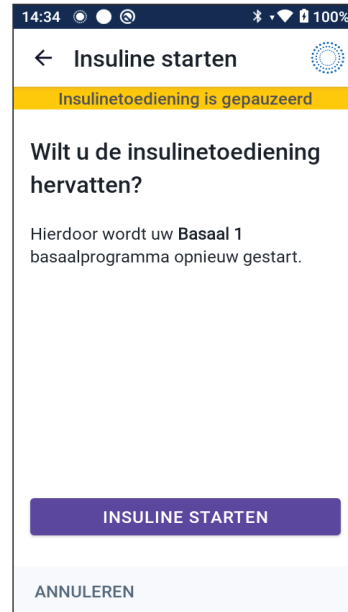 14:34 100%
Insuline starten
Insulinetoediening is gepauzeerd
Wilt u de insulinetoediening
hervatten?
Hierdoor wordt uw Basaal 1
basaalprogramma opnieuw gestart.
INSULINE STARTEN
ANNULEREN